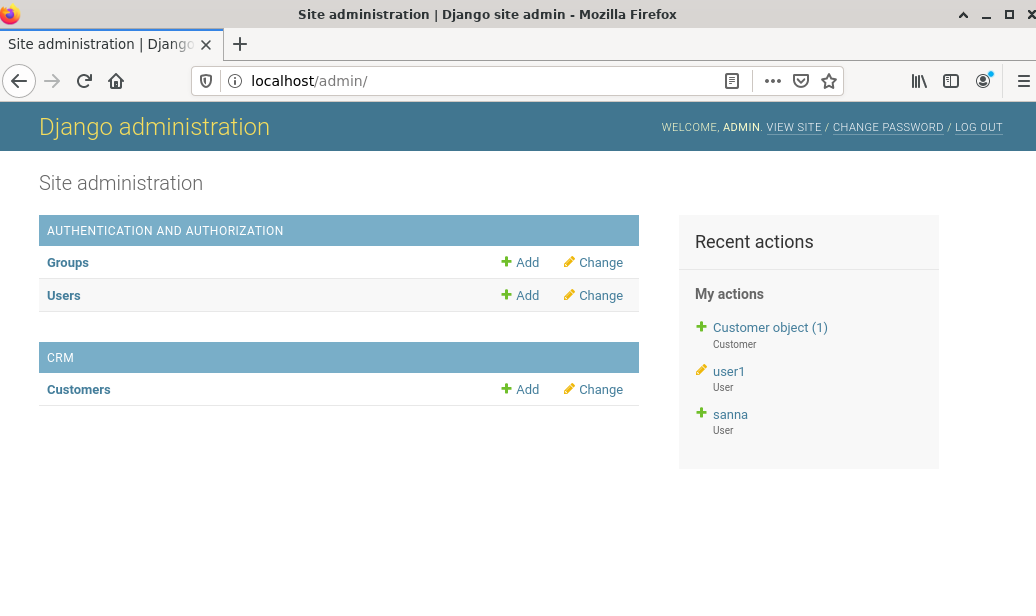 Site administration | Django site admin - Mozilla Firefox
Site administration | Django
localhost/admin/
Django administration
WELCOME, ADMIN. VIEW SITE / CHANGE PASSWORD / LOG OUT
Site administration
AUTHENTICATION AND AUTHORIZATION
Groups Add Change
Users Add Change
CRM
Customers Add Change
Recent actions
My actions
Customer object (1)
Customer
user1
User
sanna
User